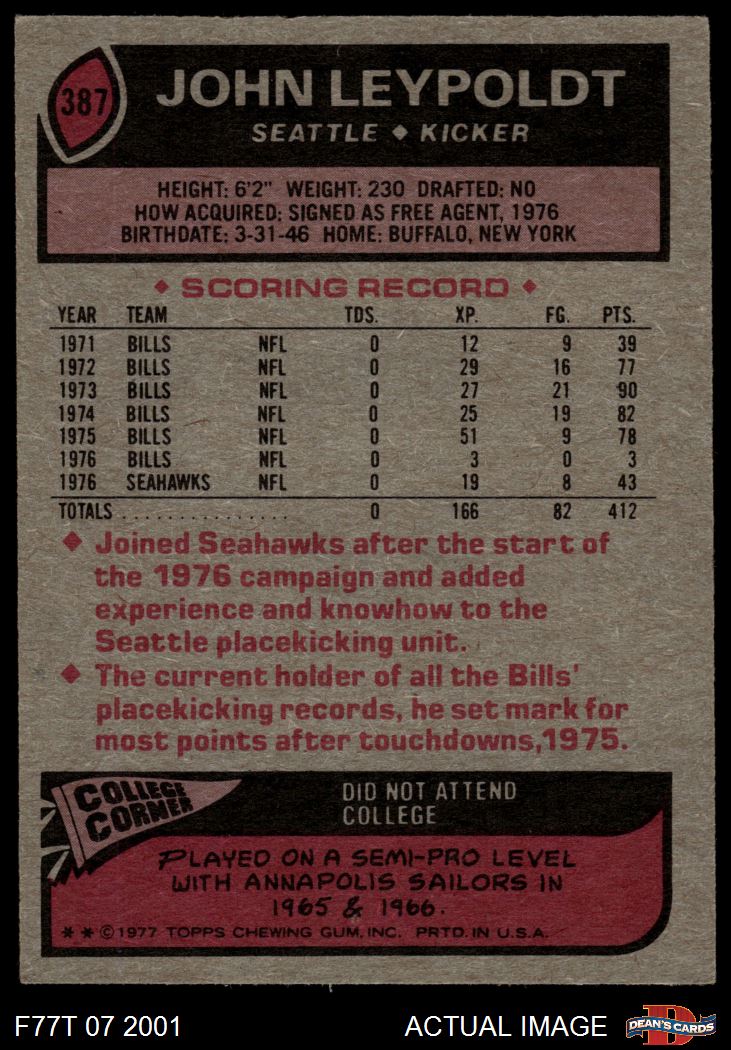 387
JOHN LEYPOLDT
SEATTLE ◆ KICKER
HEIGHT: 6'2" WEIGHT: 230 DRAFTED: NO
HOW ACQUIRED: SIGNED AS FREE AGENT, 1976
BIRTHDATE: 3-31-46 HOME: BUFFALO, NEW YORK
◆ SCORING RECORD ◆
YEAR TEAM TDS. XP. FG. PTS.
1971 BILLS NFL 0 12 9 39
1972 BILLS NFL 0 29 16 77
1973 BILLS NFL 0 27 21 90
1974 BILLS NFL 0 25 19 82
1975 BILLS NFL 0 51 9 78
1976 BILLS NFL 0 3 0 3
1976 SEAHAWKS NFL 0 19 8 43
TOTALS . . . . . . . . . . . . . . . . 0 166 82 412
◆ Joined Seahawks after the start of
the 1976 campaign and added
experience and knowhow to the
Seattle placekicking unit.
◆ The current holder of all the Bills'
placekicking records, he set mark for
most points after touchdowns,1975.
COLLEGE
CORNER
DID NOT ATTEND
COLLEGE
PLAYED ON A SEMI-PRO LEVEL
WITH ANNAPOLIS SAILORS IN
1965 & 1966.
* * © 1977 TOPPS CHEWING GUM, INC. PRTD. IN U.S.A.
F77T 07 2001 ACTUAL IMAGE
D
DEAN'S CARDS